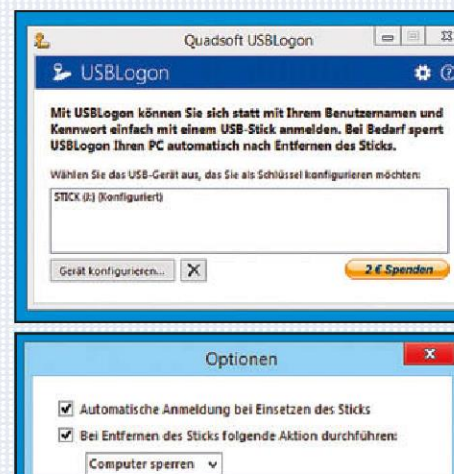 Quadsoft USBLogon
USBLogon
Mit USBLogon können Sie sich statt mit Ihrem Benutzernamen und
Kennwort einfach mit einem USB-Stick anmelden. Bei Bedarf sperrt
USBLogon Ihren PC automatisch nach Entfernen des Sticks.
Wählen Sie das USB-Gerät aus, das Sie als Schlüssel konfigurieren möchten:
STICK (J:) (Konfiguriert)
Gerät konfigurieren...
2 € Spenden
Optionen
Automatische Anmeldung bei Einsetzen des Sticks
Bei Entfernen des Sticks folgende Aktion durchführen:
Computer sperren